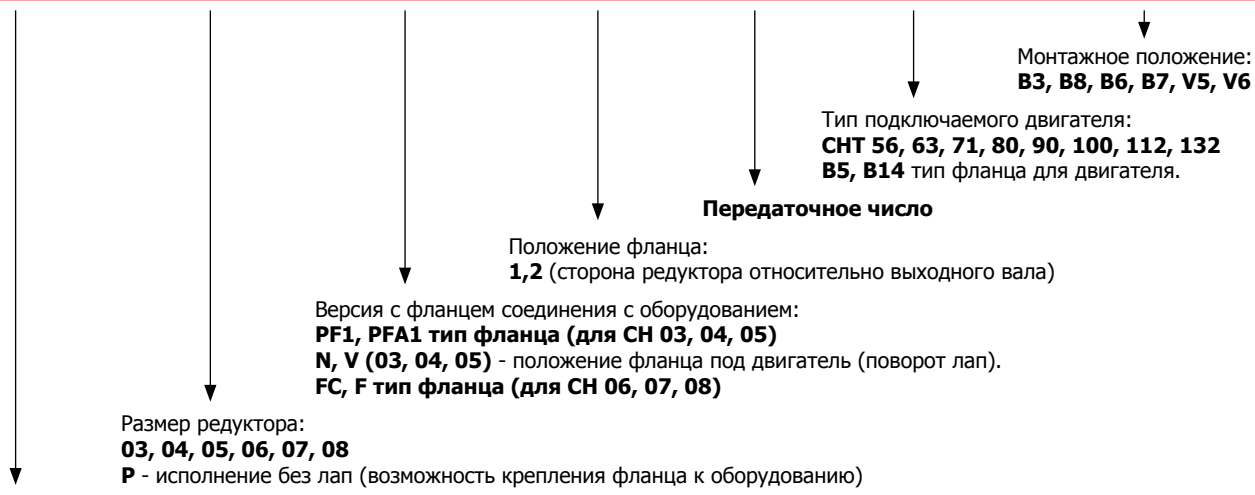 Монтажное положение:
B3, B8, B6, B7, V5, V6
Тип подключаемого двигателя:
CHT 56, 63, 71, 80, 90, 100, 112, 132
B5, B14 тип фланца для двигателя.
Передаточное число
Положение фланца:
1,2 (сторона редуктора относительно выходного вала)
Версия с фланцем соединения с оборудованием:
PF1, PFA1 тип фланца (для CH 03, 04, 05)
N, V (03, 04, 05) - положение фланца под двигатель (поворот лап).
FC, F тип фланца (для CH 06, 07, 08)
Размер редуктора:
03, 04, 05, 06, 07, 08
P - исполнение без лап (возможность крепления фланца к оборудованию)